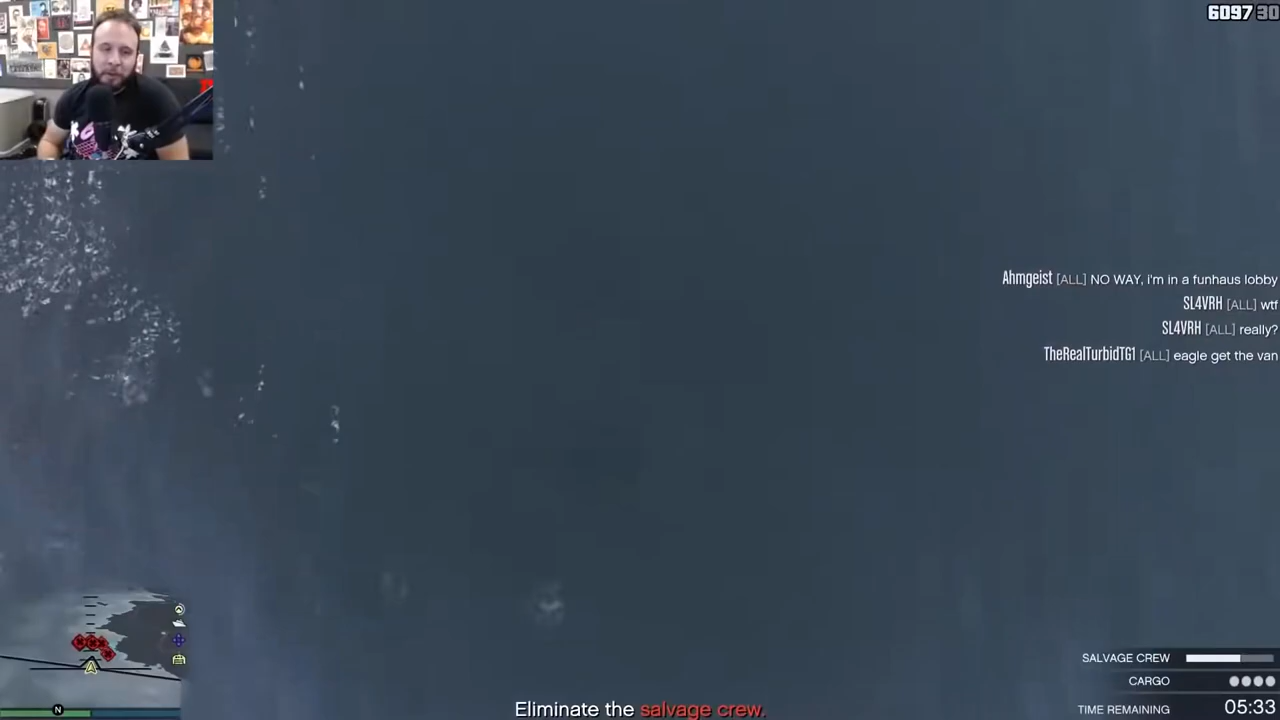 6097 30
Ahmgeist [ALL] NO WAY, i'm in a funhaus lobby
SL4VRH [ALL] wtf
SL4VRH [ALL] really?
TheRealTurbidTG1 [ALL] eagle get the van
N
SALVAGE CREW
CARGO
TIME REMAINING 05:33
Eliminate the salvage crew.